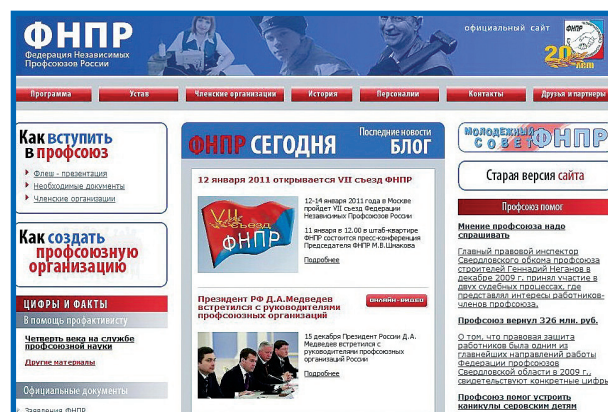 ФНПР
Федерация Независимых
Профсоюзов России
официальный сайт
ФНПР
20 лет
Программа
Устав
Членские организации
История
Персоналии
Контакты
Друзья и партнеры
Как вступить
в профсоюз
Флеш - презентация
Необходимые документы
Членские организации
Как создать
профсоюзную
организацию
ЦИФРЫ И ФАКТЫ
В помощь профактивисту
Четверть века на службе
профсоюзной науки
Другие материалы
Официальные документы
Заявления ФНПР
ФНПР СЕГОДНЯ
Последние новости
БЛОГ
12 января 2011 открывается VII съезд ФНПР
VII
съезд
ФНПР
12-14 января 2011 года в Москве
пройдет VII съезд Федерации
Независимых Профсоюзов России
11 января в 12.00 в штаб-квартире
ФНПР состоится пресс-конференция
Председателя ФНПР М.В.Шмакова
Подробнее
Президент РФ Д.А.Медведев
встретился с руководителями
профсоюзных организаций
ОНЛАЙН-ВИДЕО
15 декабря Президент России Д.А.
Медведев встретился с
руководителями профсоюзных
организаций России
Подробнее
МОЛОДЕЖНЫЙ
СОВЕТ ФНПР
Старая версия сайта
Профсоюз помог
Мнение профсоюза надо
спрашивать
Главный правовой инспектор
Свердловского обкома профсоюза
строителей Геннадий Неганов в
декабре 2009 г. принял участие в
двух судебных процессах, где
представлял интересы работников-
членов профсоюза.
Профсоюз вернул 326 млн. руб.
О том, что правовая защита
работников была одним из
главнейших направлений работы
Федерации профсоюзов
Свердловской области в 2009 г.,
свидетельствуют конкретные цифры
Профсоюз помог устроить
каникулы серовским детям